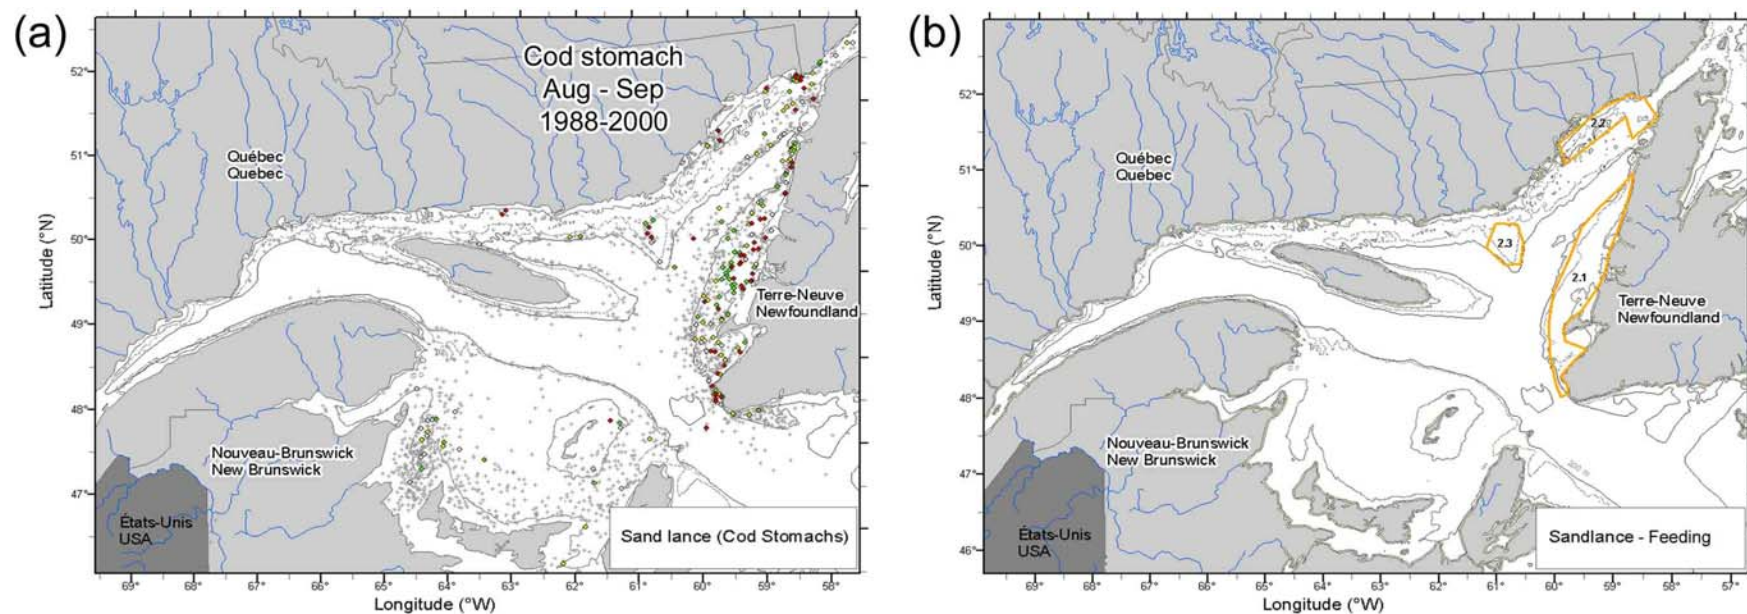 (a)
Cod stomach
Aug - Sep
1988-2000
52°
51°
50°
49°
48°
47°
Latitude (°N)
Québec
Quebec
Terre-Neuve
Newfoundland
Nouveau-Brunswick
New Brunswick
États-Unis
USA
Sand lance (Cod Stomachs)
69° 68° 67° 66° 65° 64° 63° 62° 61° 60° 59° 58°
Longitude (°W)
(b)
52°
51°
50°
49°
48°
47°
46°
Latitude (°N)
Québec
Quebec
2.2
2.3
2.1
Terre-Neuve
Newfoundland
Nouveau-Brunswick
New Brunswick
États-Unis
USA
Sandlance - Feeding
69° 68° 67° 66° 65° 64° 63° 62° 61° 60° 59° 58° 57°
Longitude (°W)